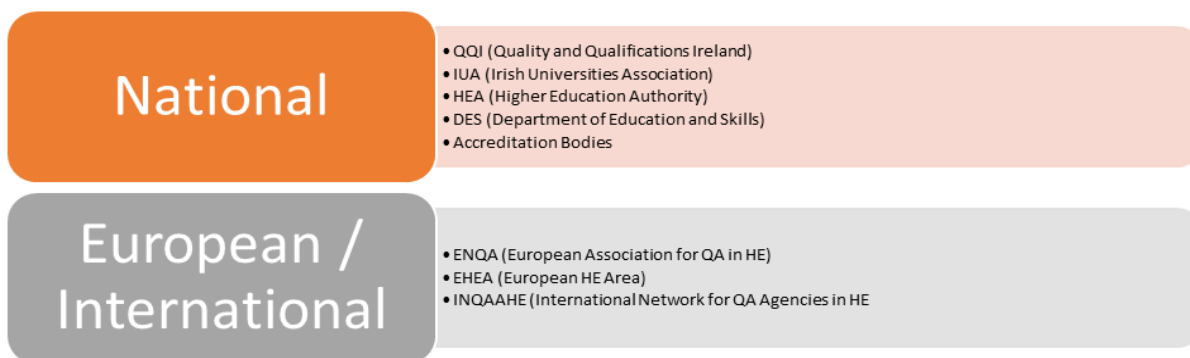 National
• QQI (Quality and Qualifications Ireland)
• IUA (Irish Universities Association)
• HEA (Higher Education Authority)
• DES (Department of Education and Skills)
• Accreditation Bodies
European /
International
• ENQA (European Association for QA in HE)
• EHEA (European HE Area)
• INQAAHE (International Network for QA Agencies in HE